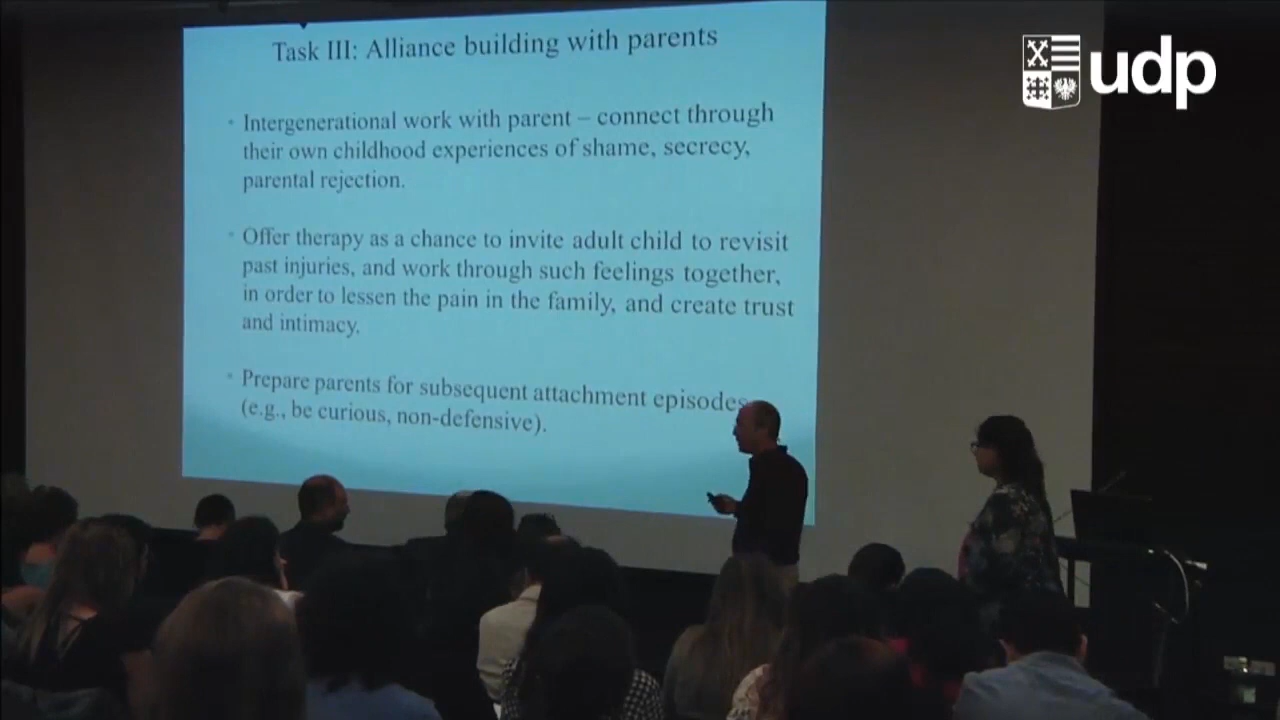 Task III: Alliance building with parents
udp
Intergenerational work with parent – connect through
their own childhood experiences of shame, secrecy,
parental rejection.
Offer therapy as a chance to invite adult child to revisit
past injuries, and work through such feelings together,
in order to lessen the pain in the family, and create trust
and intimacy.
Prepare parents for subsequent attachment episodes
(e.g., be curious, non-defensive).